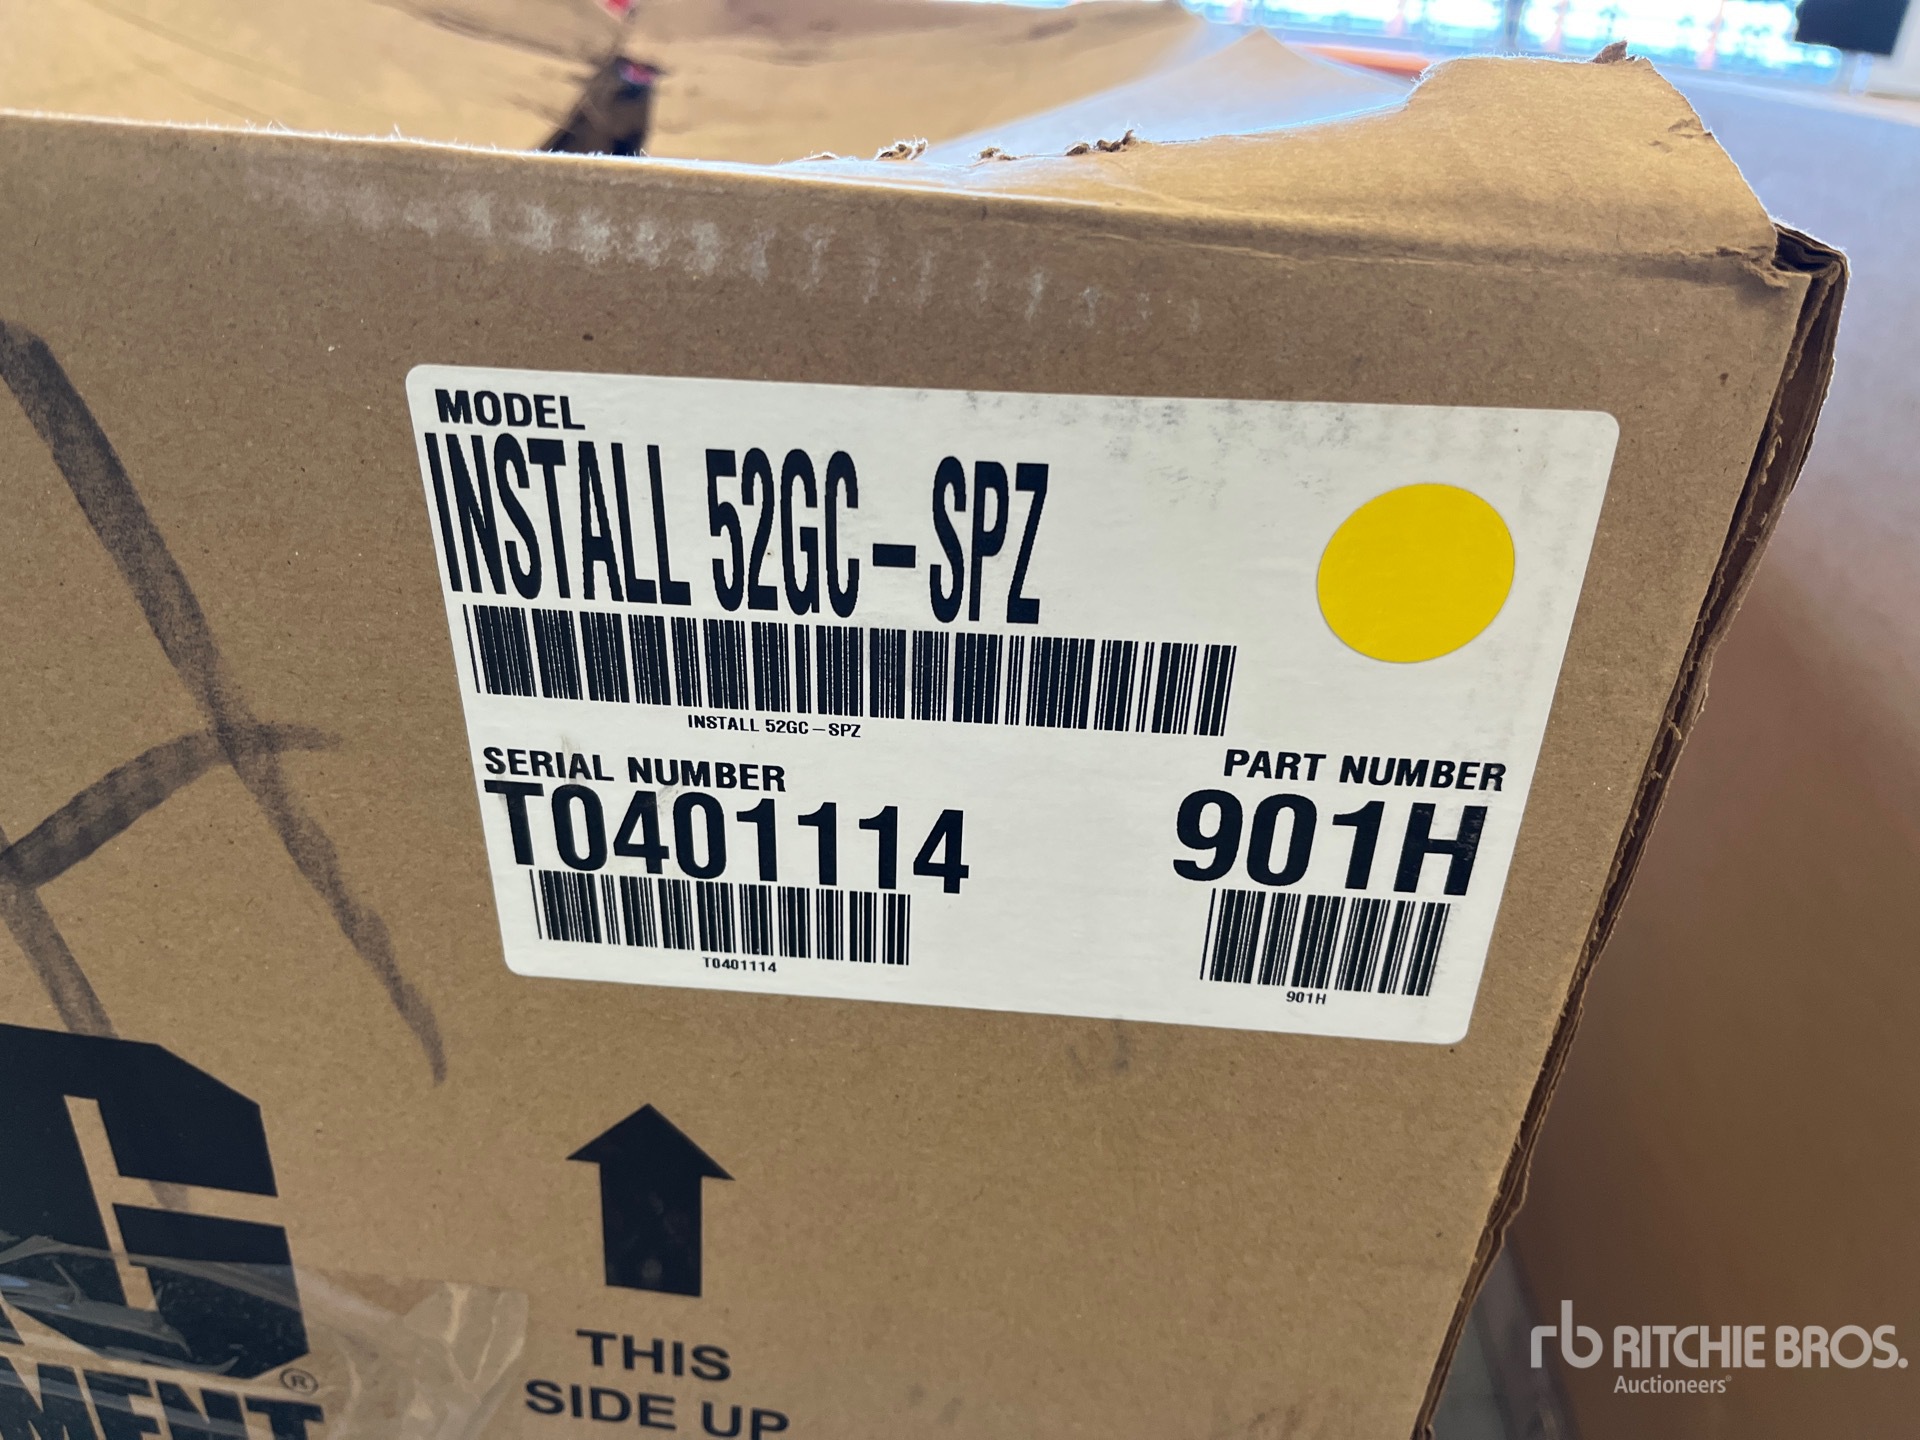 MODEL
INSTALL 52GC-SPZ
INSTALL 52GC-SPZ
SERIAL NUMBER
T0401114
T0401114
PART NUMBER
901H
901H
THIS
SIDE UP
®
rb RITCHIE BROS.
Auctioneers®